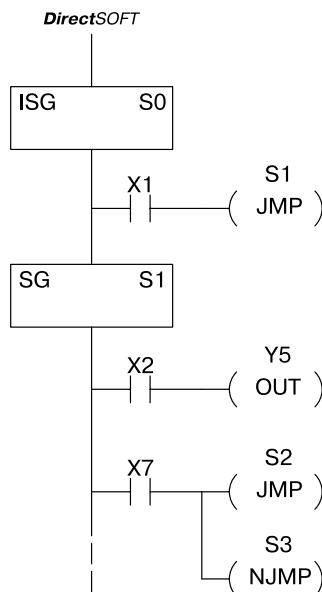 DirectSOFT
ISG S0
S1
X1
JMP
SG S1
Y5
X2
OUT
S2
X7
JMP
S3
NJMP